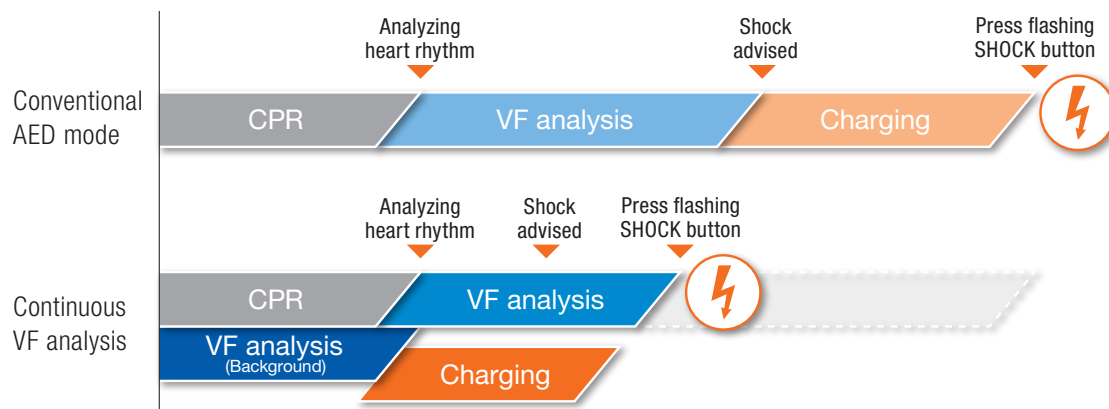 Analyzing
heart rhythm
Shock
advised
Press flashing
SHOCK button
Conventional
AED mode
CPR
VF analysis
Charging
Analyzing
heart rhythm
Shock
advised
Press flashing
SHOCK button
Continuous
VF analysis
CPR
VF analysis
VF analysis
(Background)
Charging